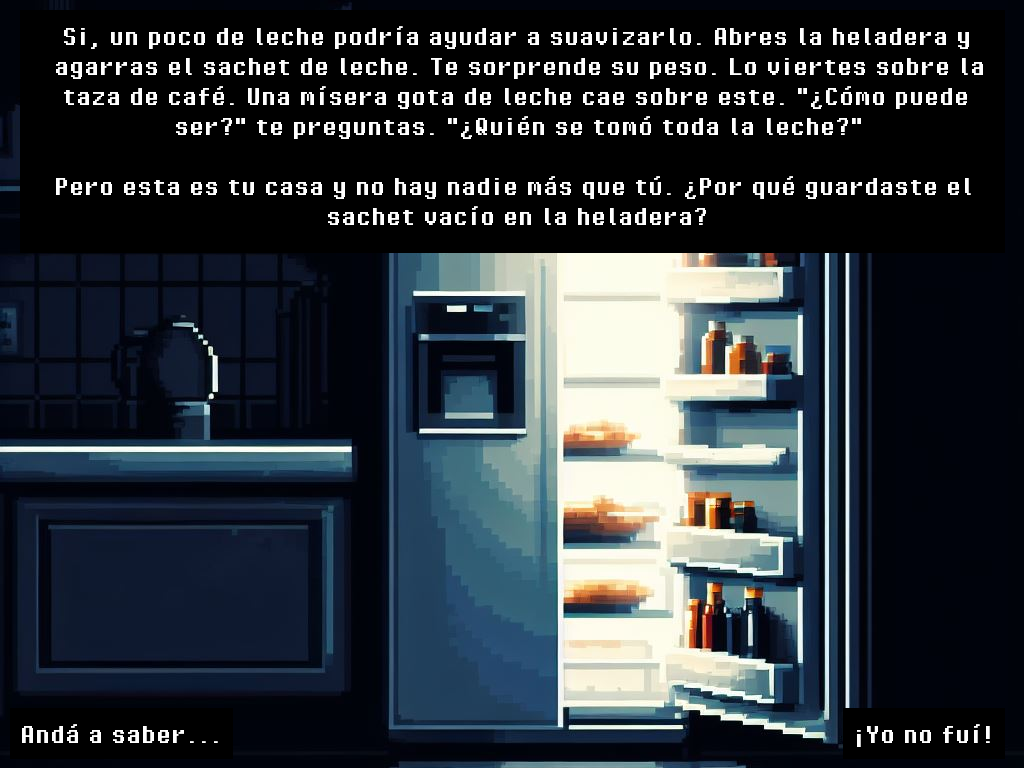 Si, un poco de leche podría ayudar a suavizarlo. Abres la heladera y
agarras el sachet de leche. Te sorprende su peso. Lo viertes sobre la
taza de café. Una mísera gota de leche cae sobre este. "¿Cómo puede
ser?" te preguntas. "¿Quién se tomó toda la leche?"
Pero esta es tu casa y no hay nadie más que tú. ¿Por qué guardaste el
sachet vacío en la heladera?
Andá a saber...
¡Yo no fuí!